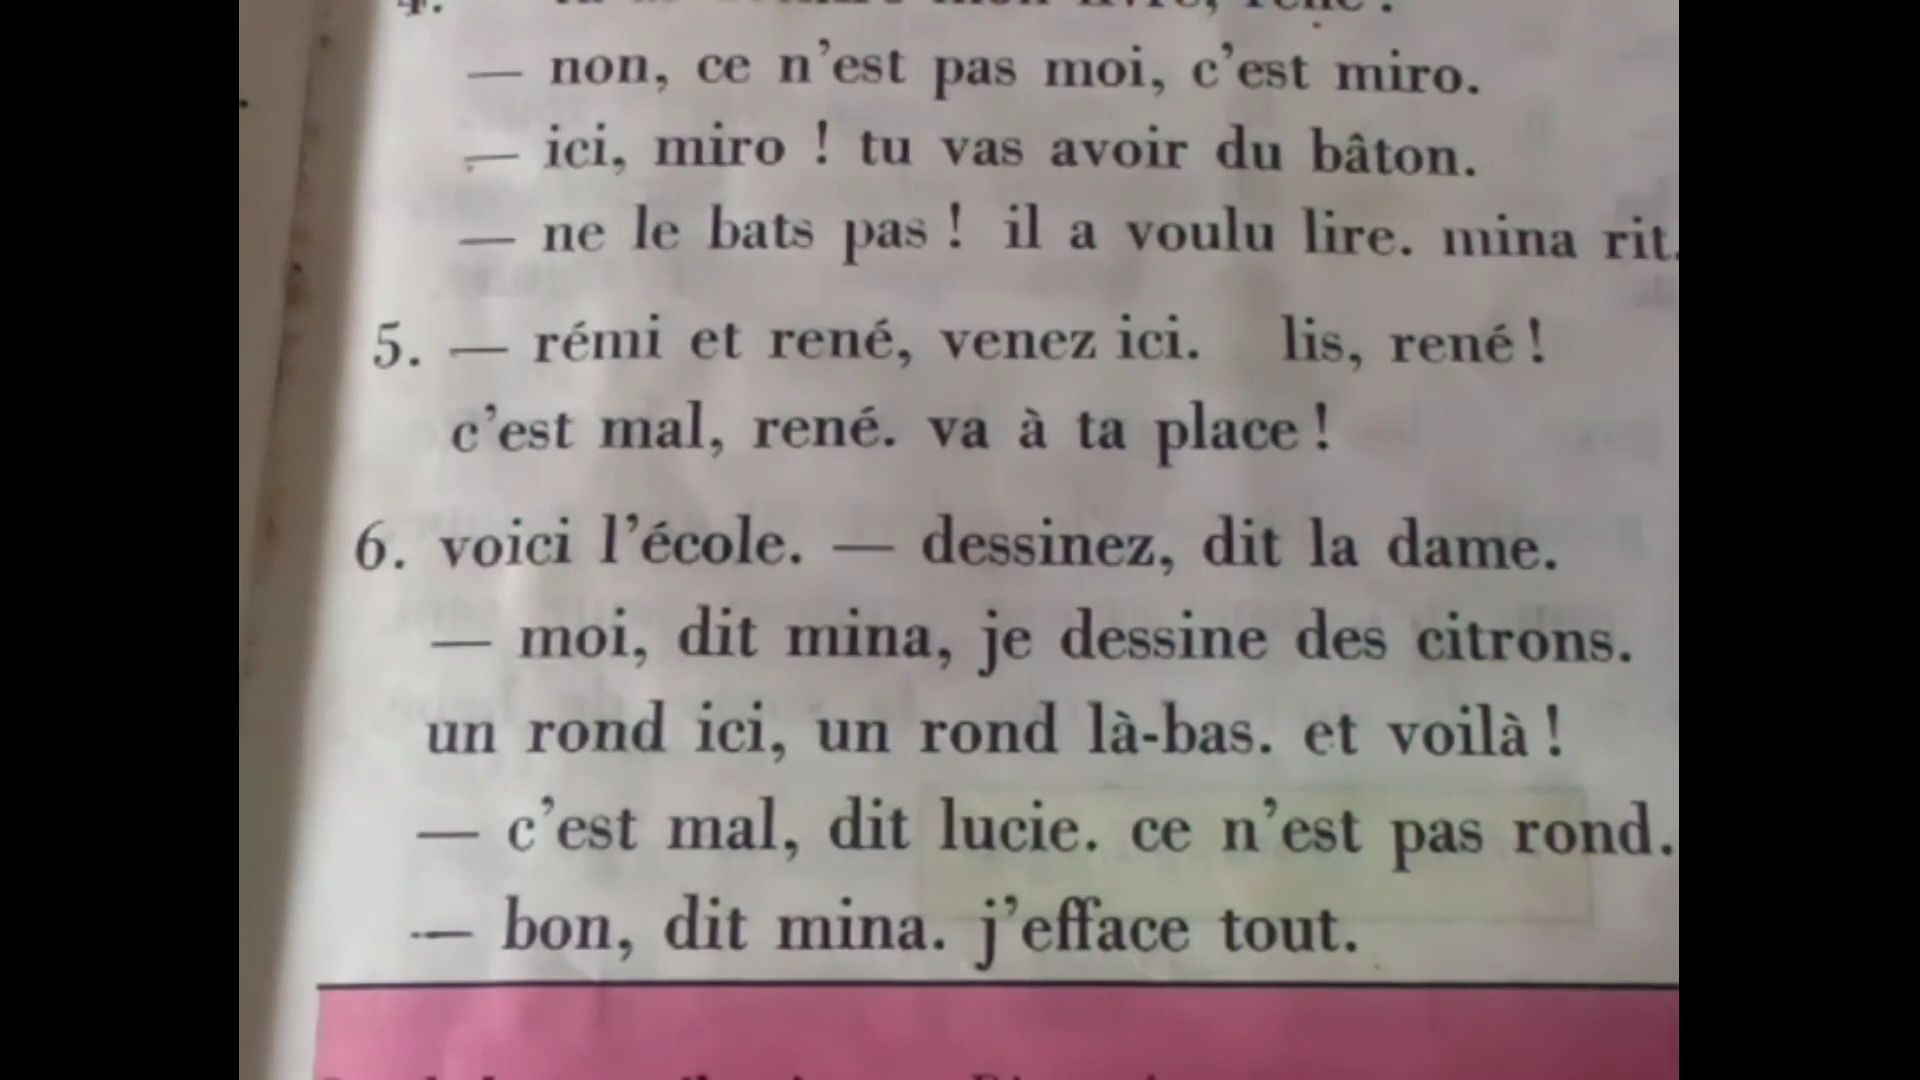 4.
— non, ce n'est pas moi, c'est miro.
— ici, miro ! tu vas avoir du bâton.
— ne le bats pas ! il a voulu lire. mina rit.
5. — rémi et rené, venez ici. lis, rené !
c'est mal, rené. va à ta place !
6. voici l'école. — dessinez, dit la dame.
— moi, dit mina, je dessine des citrons.
un rond ici, un rond là-bas. et voilà !
— c'est mal, dit lucie. ce n'est pas rond.
— bon, dit mina. j'efface tout.